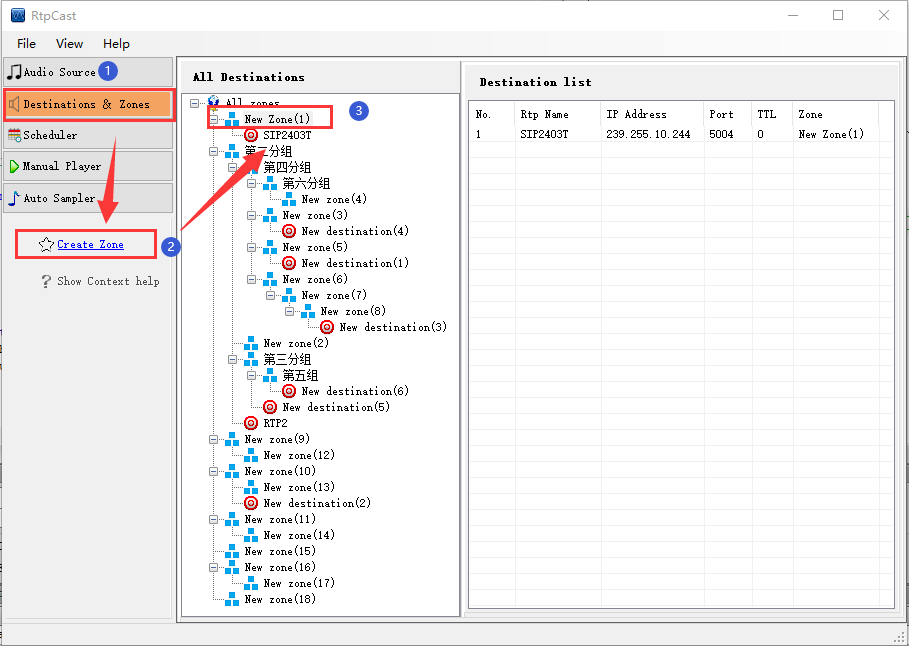 RtpCast
File View Help
Audio Source 1
Destinations & Zones
Scheduler
Manual Player
Auto Sampler
Create Zone 2
Show Context help
All Destinations
All zones
New Zone(1) 3
SIP2403T
第二分组
第四分组
第六分组
New zone(4)
New zone(3)
New destination(4)
New zone(5)
New destination(1)
New zone(6)
New zone(7)
New zone(8)
New destination(3)
New zone(2)
第三分组
第五组
New destination(6)
New destination(5)
RTP2
New zone(9)
New zone(12)
New zone(10)
New zone(13)
New destination(2)
New zone(11)
New zone(14)
New zone(15)
New zone(16)
New zone(17)
New zone(18)
Destination list
No. Rtp Name IP Address Port TTL Zone
1 SIP2403T 239.255.10.244 5004 0 New Zone(1)